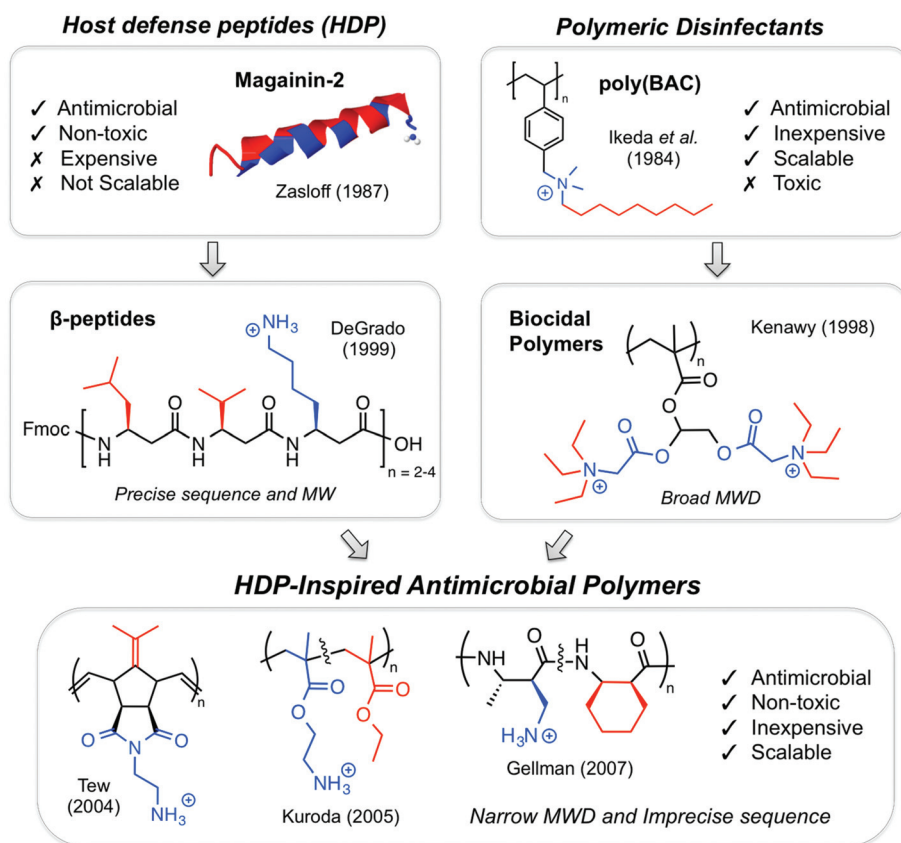 Host defense peptides (HDP)
Magainin-2
✓ Antimicrobial
✓ Non-toxic
✗ Expensive
✗ Not Scalable
Zasloff (1987)
Polymeric Disinfectants
n
poly(BAC)
Ikeda et al.
(1984)
N
⊕
✓ Antimicrobial
✓ Inexpensive
✓ Scalable
✗ Toxic
β-peptides
⊕ NH3
DeGrado
(1999)
Fmoc
N
H
O
N
H
O
N
H
O
OH
n = 2-4
Precise sequence and MW
Biocidal
Polymers
Kenawy (1998)
n
O
O
O
O
O
O
N
⊕
N
⊕
Broad MWD
HDP-Inspired Antimicrobial Polymers
n
O
N
O
NH3
⊕
Tew
(2004)
n
O
O
O
O
NH3
⊕
Kuroda (2005)
NH
O
NH
O
n
H3N
⊕
Gellman (2007)
✓ Antimicrobial
✓ Non-toxic
✓ Inexpensive
✓ Scalable
Narrow MWD and Imprecise sequence